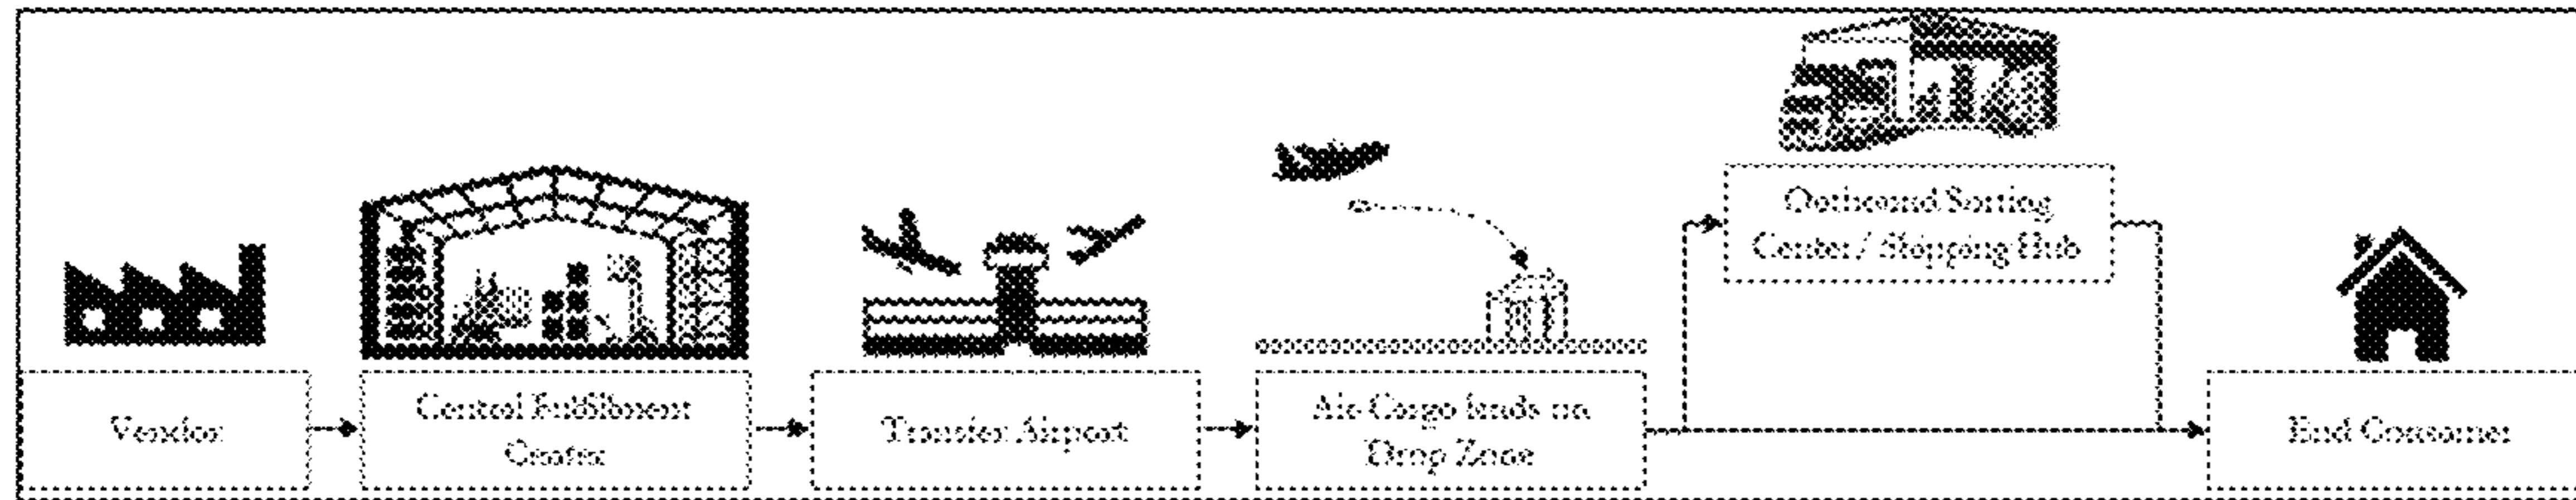 Vendor
Central Fulfillment
Center
Transfer Airport
Air Cargo lands on
Drop Zone
Outbound Sorting
Center / Shipping Hub
End Consumer